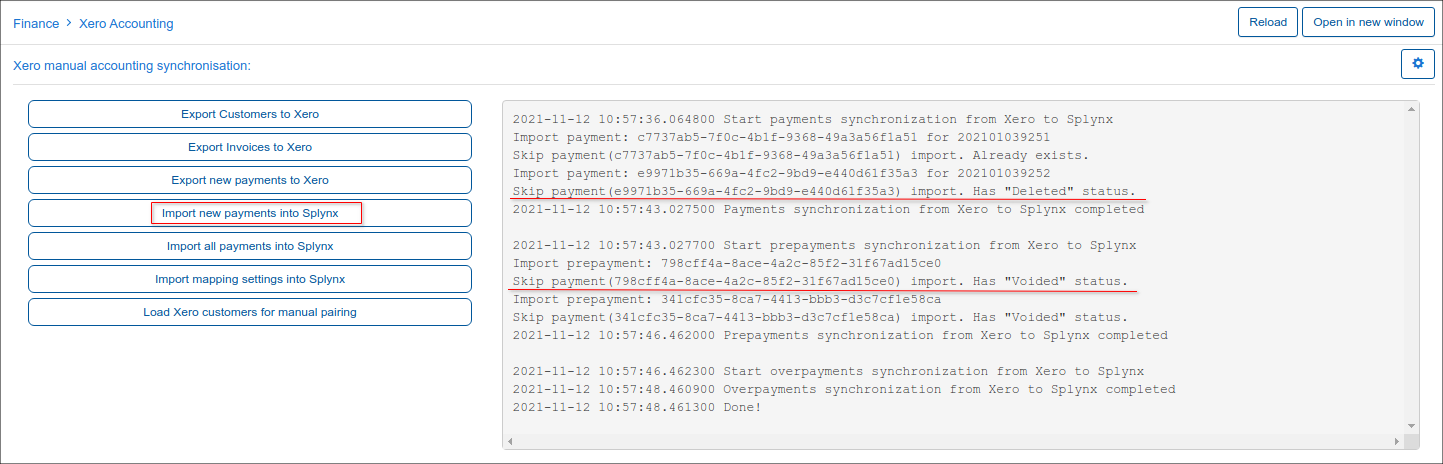 Finance > Xero Accounting
Reload
Open in new window
Xero manual accounting synchronisation:
Export Customers to Xero
Export Invoices to Xero
Export new payments to Xero
Import new payments into Splynx
Import all payments into Splynx
Import mapping settings into Splynx
Load Xero customers for manual pairing
2021-11-12 10:57:36.064800 Start payments synchronization from Xero to Splynx
Import payment: c7737ab5-7f0c-4b1f-9368-49a3a56f1a51 for 202101039251
Skip payment(c7737ab5-7f0c-4b1f-9368-49a3a56f1a51) import. Already exists.
Import payment: e9971b35-669a-4fc2-9bd9-e440d61f35a3 for 202101039252
Skip payment(e9971b35-669a-4fc2-9bd9-e440d61f35a3) import. Has "Deleted" status.
2021-11-12 10:57:43.027500 Payments synchronization from Xero to Splynx completed
2021-11-12 10:57:43.027700 Start prepayments synchronization from Xero to Splynx
Import prepayment: 798cff4a-8ace-4a2c-85f2-31f67ad15ce0
Skip payment(798cff4a-8ace-4a2c-85f2-31f67ad15ce0) import. Has "Voided" status.
Import prepayment: 341cfc35-8ca7-4413-bbb3-d3c7cf1e58ca
Skip payment(341cfc35-8ca7-4413-bbb3-d3c7cf1e58ca) import. Has "Voided" status.
2021-11-12 10:57:46.462000 Prepayments synchronization from Xero to Splynx completed
2021-11-12 10:57:46.462300 Start overpayments synchronization from Xero to Splynx
2021-11-12 10:57:48.460900 Overpayments synchronization from Xero to Splynx completed
2021-11-12 10:57:48.461300 Done!